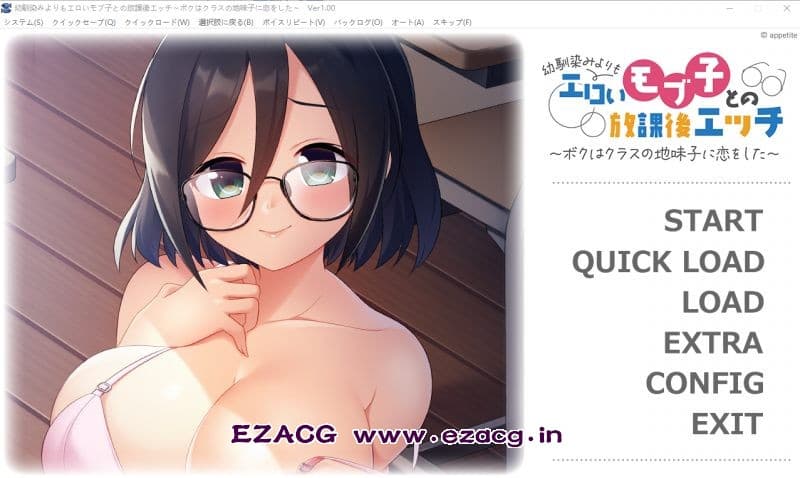 幼馴染みよりもエロいモブ子との放課後エッチ～ボクはクラスの地味子に恋をした～ Ver1.00
システム(S) クイックセーブ(Q) クイックロード(W) 選択肢に戻る(B) ボイスリピート(V) バックログ(O) オート(A) スキップ(F)
© appetite
幼馴染みよりも
エロいモブ子との
放課後エッチ
～ボクはクラスの地味子に恋をした～
START
QUICK LOAD
LOAD
EXTRA
CONFIG
EXIT
EZACG www.ezacg.in